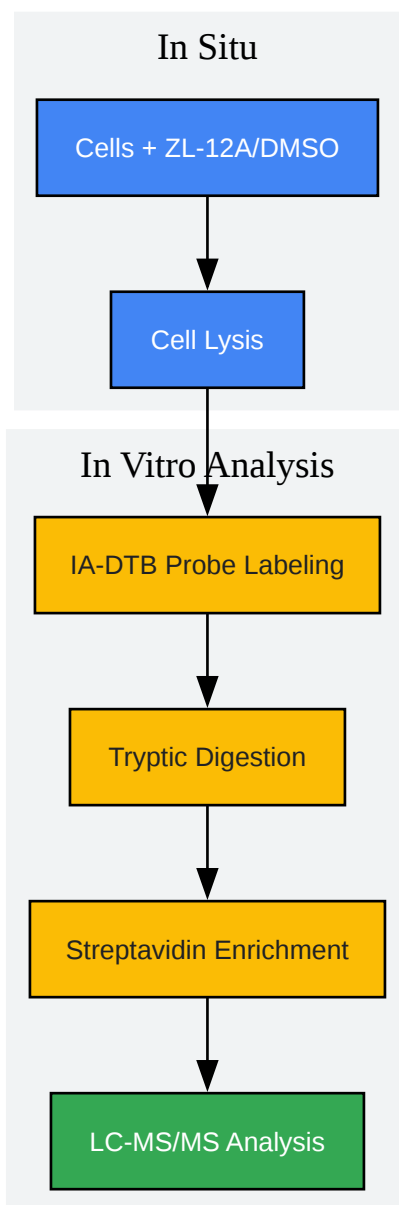 In Situ
Cells + ZL-12A/DMSO
Cell Lysis
In Vitro Analysis
IA-DTB Probe Labeling
Tryptic Digestion
Streptavidin Enrichment
LC-MS/MS Analysis